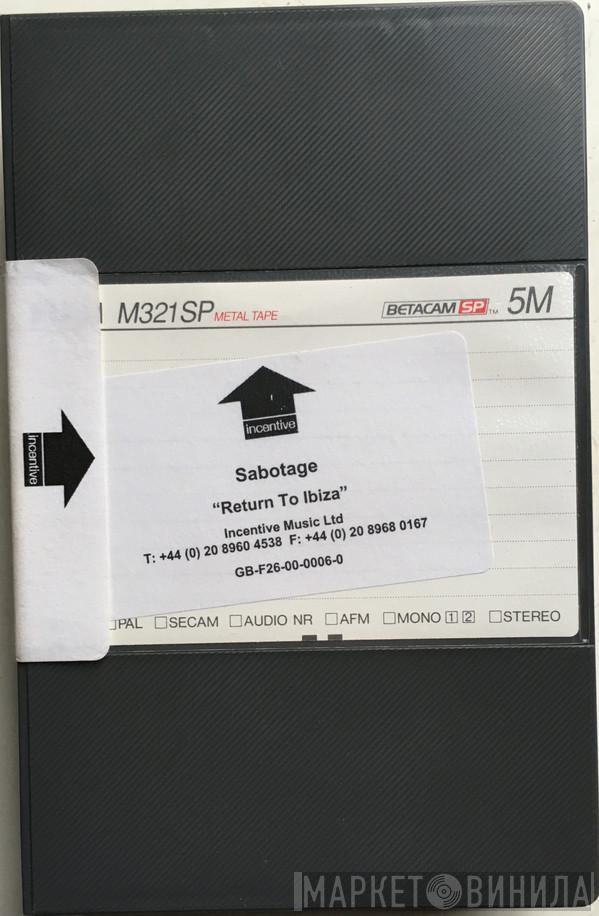 M321SP METAL TAPE BETACAM SP TM 5M
incentive
incentive
Sabotage
“Return To Ibiza”
Incentive Music Ltd
T: +44 (0) 20 8960 4538 F: +44 (0) 20 8968 0167
GB-F26-00-0006-0
PAL SECAM AUDIO NR AFM MONO 1 2 STEREO
МАРКЕТ ВИНИЛА